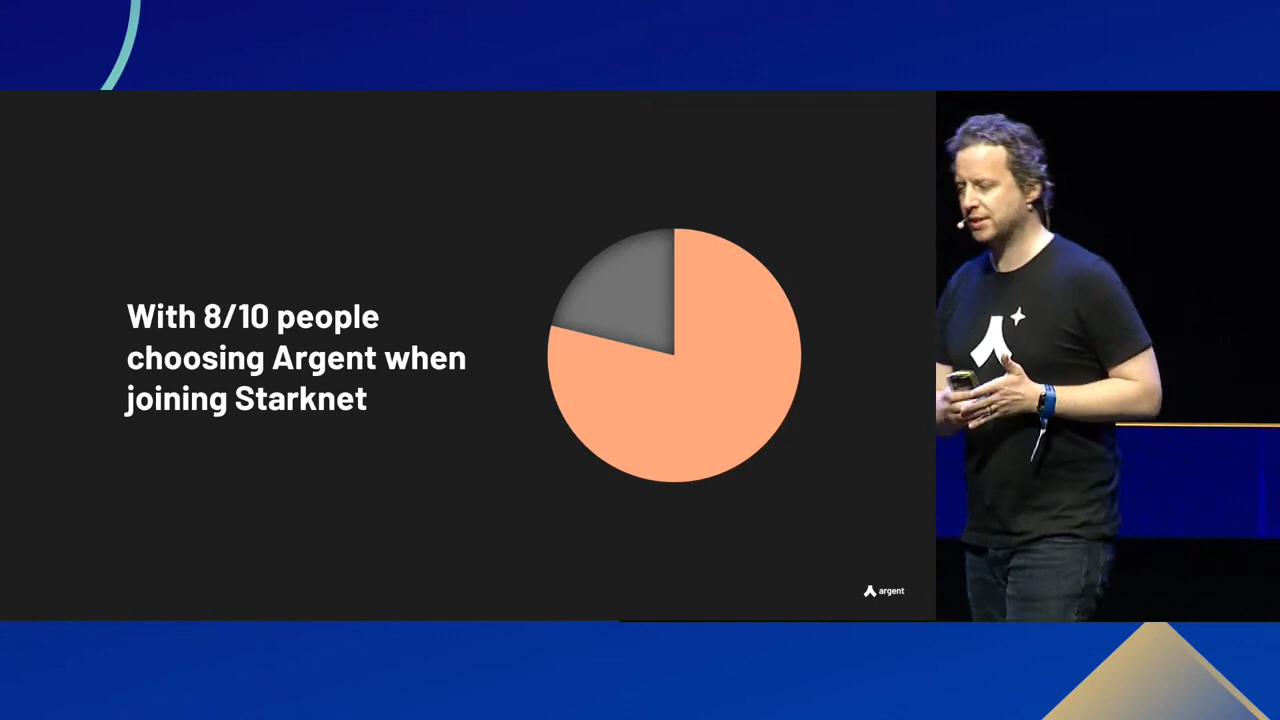 With 8/10 people
choosing Argent when
joining Starknet
argent